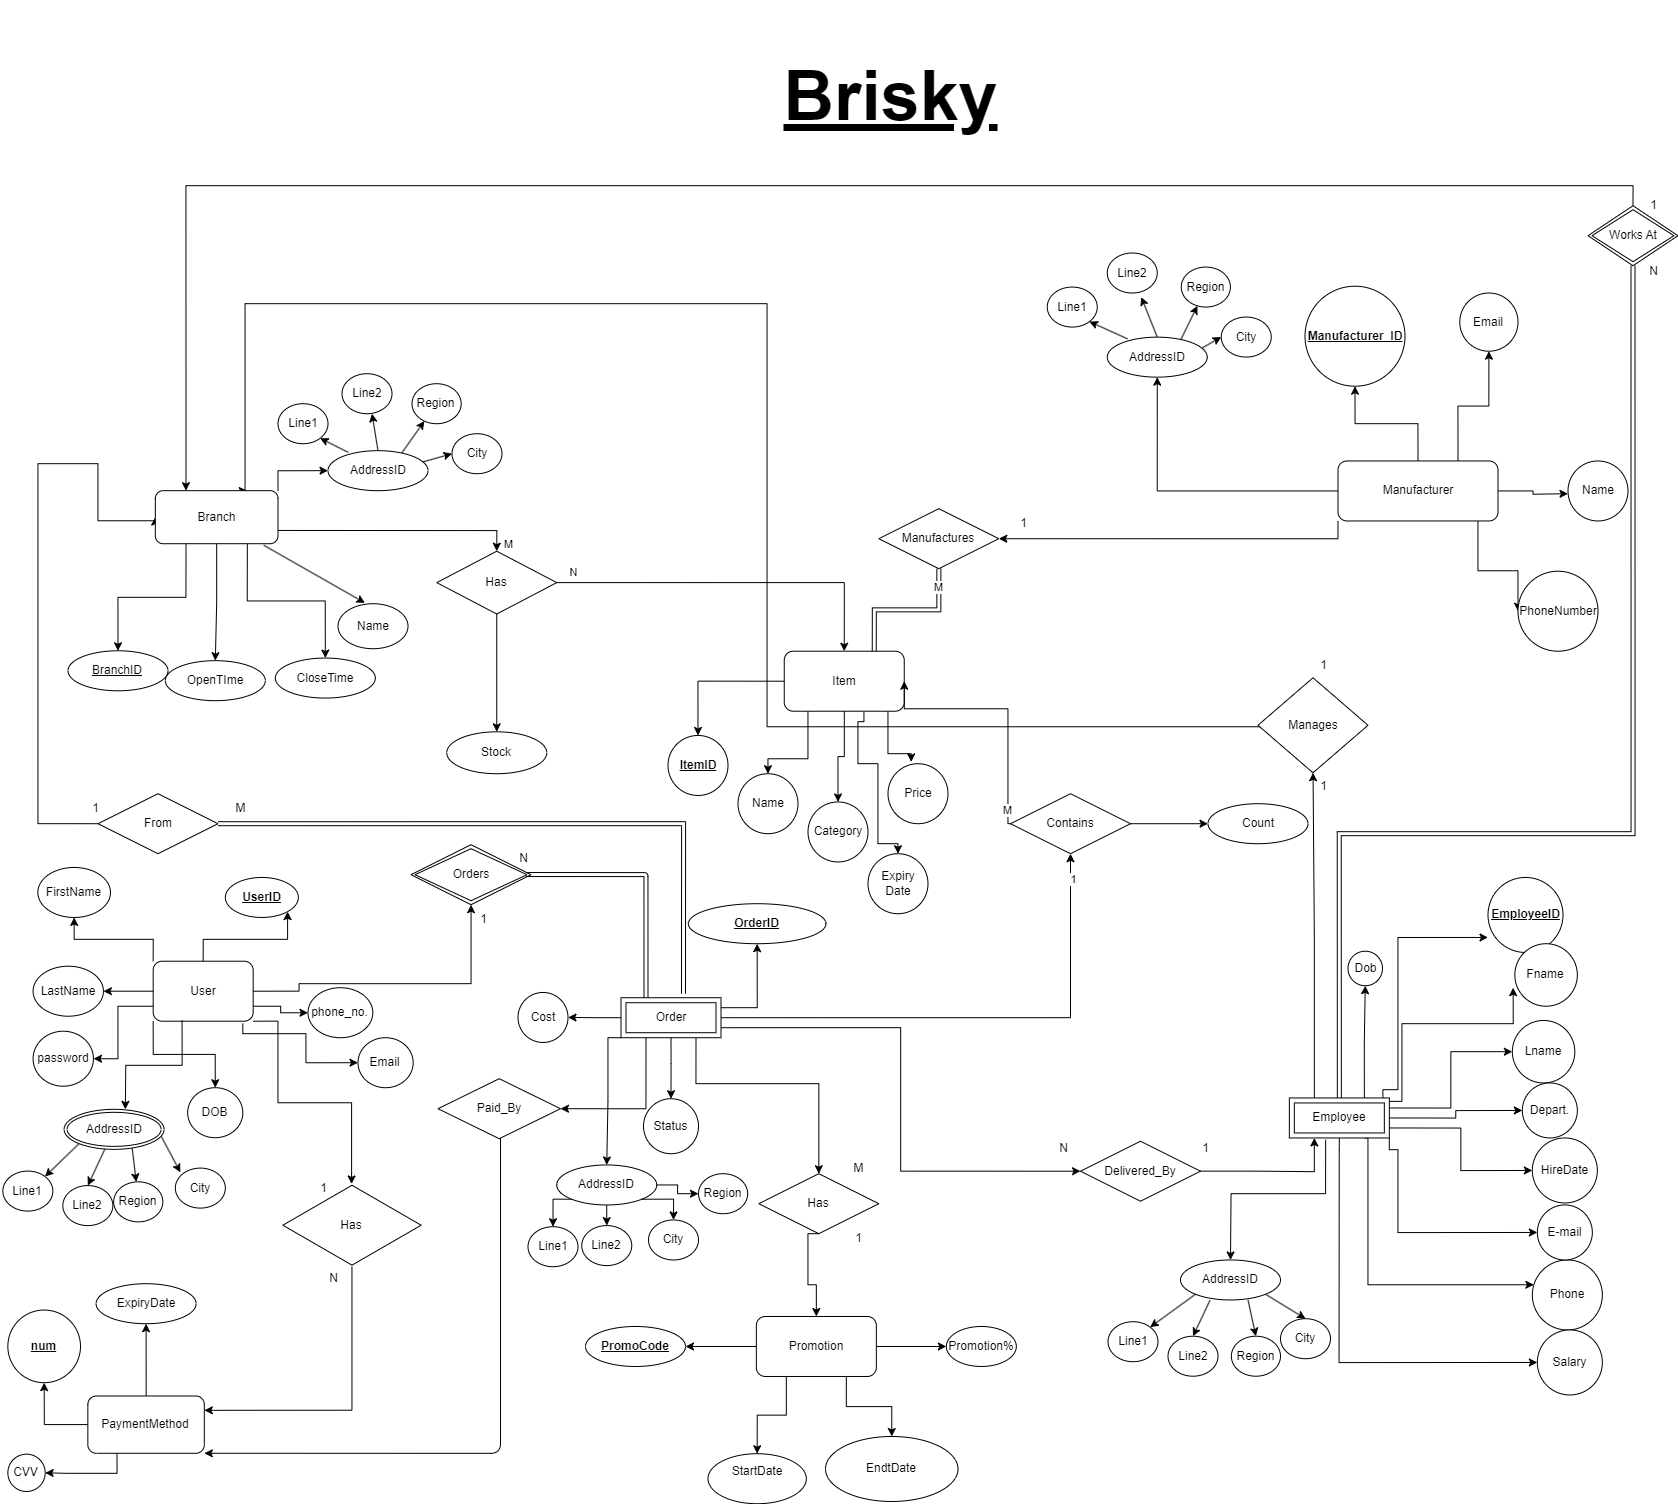 Brisky
1
Works At
N
Line2
Region
Line1
City
AddressID
Manufacturer_ID
Email
Line2
Region
Line1
City
AddressID
Branch
Manufacturer
Name
Manufactures
1
M
M
Has
N
PhoneNumber
Name
BranchID
OpenTIme
CloseTime
Item
1
Manages
1
Stock
ItemID
Name
Category
Price
Expiry
Date
1
From
M
M
Contains
Count
1
Orders
N
1
FirstName
UserID
OrderID
EmployeeID
Fname
Dob
LastName
User
phone_no.
Cost
Order
password
Email
Lname
DOB
Paid_By
Status
Employee
Depart.
AddressID
N
Delivered_By
1
HireDate
Line1
Line2
Region
City
1
Has
N
AddressID
Region
Line1
Line2
City
M
Has
1
E-mail
AddressID
Phone
ExpiryDate
num
PromoCode
Promotion
Promotion%
Line1
Line2
Region
City
Salary
PaymentMethod
CVV
StartDate
EndtDate